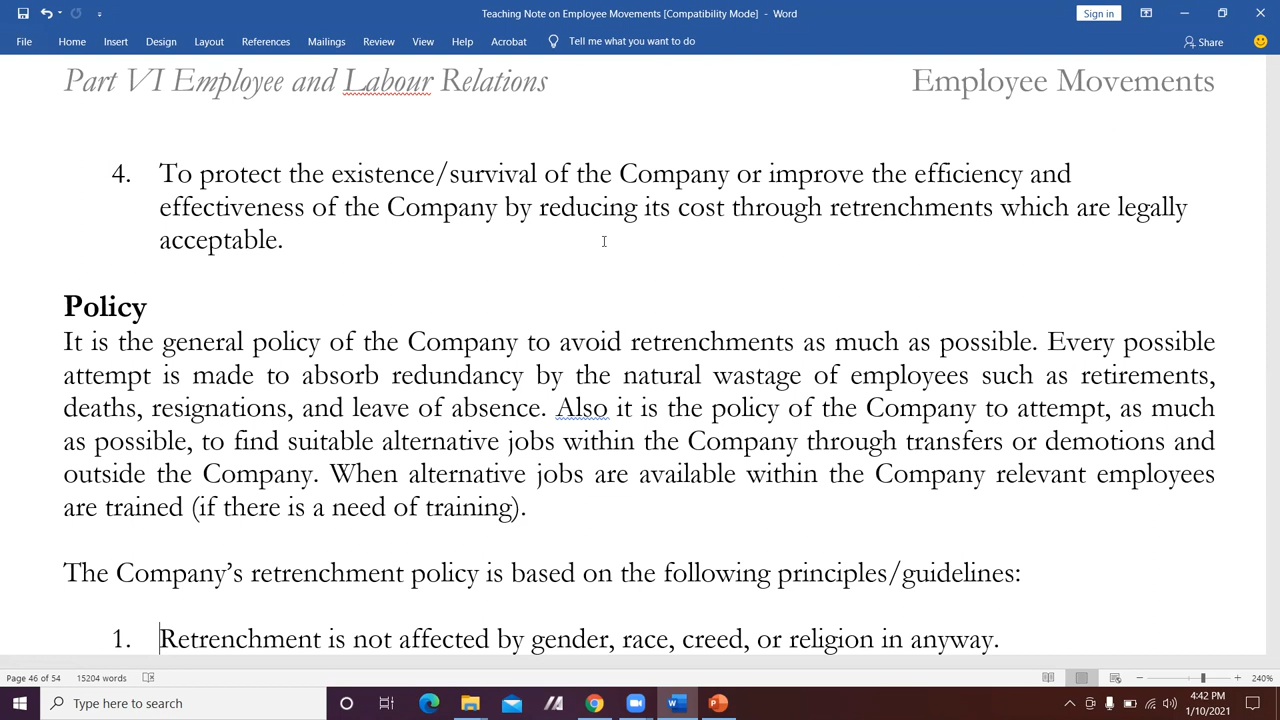 Teaching Note on Employee Movements [Compatibility Mode] - Word
Sign in
File Home Insert Design Layout References Mailings Review View Help Acrobat Tell me what you want to do Share
Part VI Employee and Labour Relations Employee Movements
4. To protect the existence/survival of the Company or improve the efficiency and
effectiveness of the Company by reducing its cost through retrenchments which are legally
acceptable.
Policy
It is the general policy of the Company to avoid retrenchments as much as possible. Every possible
attempt is made to absorb redundancy by the natural wastage of employees such as retirements,
deaths, resignations, and leave of absence. Also it is the policy of the Company to attempt, as much
as possible, to find suitable alternative jobs within the Company through transfers or demotions and
outside the Company. When alternative jobs are available within the Company relevant employees
are trained (if there is a need of training).
The Company’s retrenchment policy is based on the following principles/guidelines:
1. Retrenchment is not affected by gender, race, creed, or religion in anyway.
Page 46 of 54 15204 words 240%
Type here to search
4:42 PM
1/10/2021